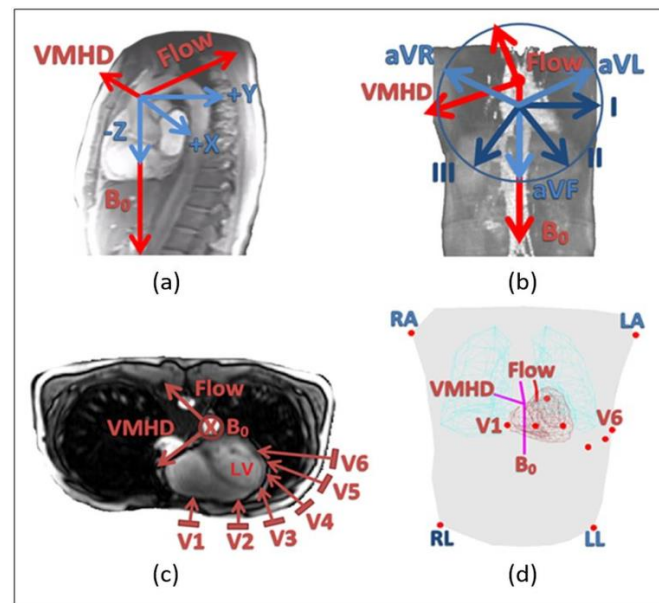 VMHD
Flow
+Y
-Z
+X
B₀
(a)
aVR
Flow
aVL
VMHD
I
II
III
aVF
B₀
(b)
Flow
VMHD
B₀
LV
V6
V5
V4
V3
V2
V1
(c)
RA
LA
Flow
VMHD
V1
V6
B₀
RL
LL
(d)